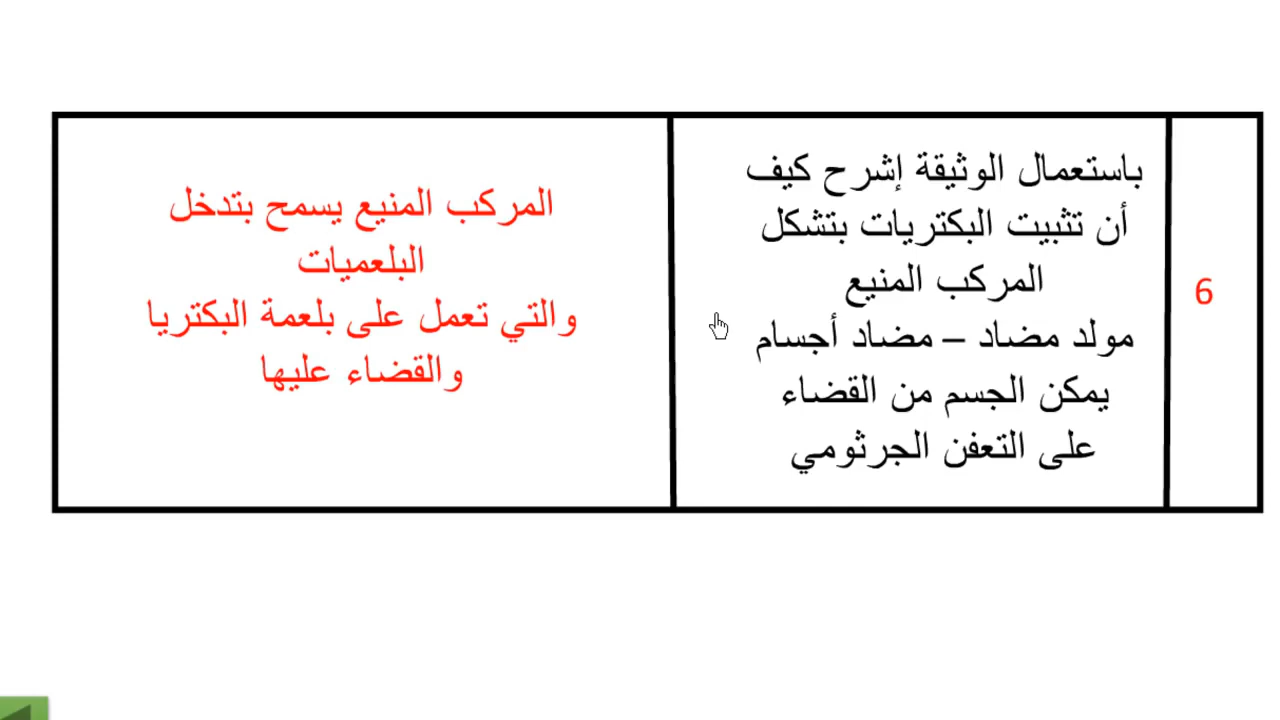 6
باستعمال الوثيقة إشرح كيف
أن تثبيت البكتريات بتشكل
المركب المنيع
مولد مضاد – مضاد أجسام
يمكن الجسم من القضاء
على التعفن الجرثومي
المركب المنيع يسمح بتدخل
البلعميات
والتي تعمل على بلعمة البكتريا
والقضاء عليها